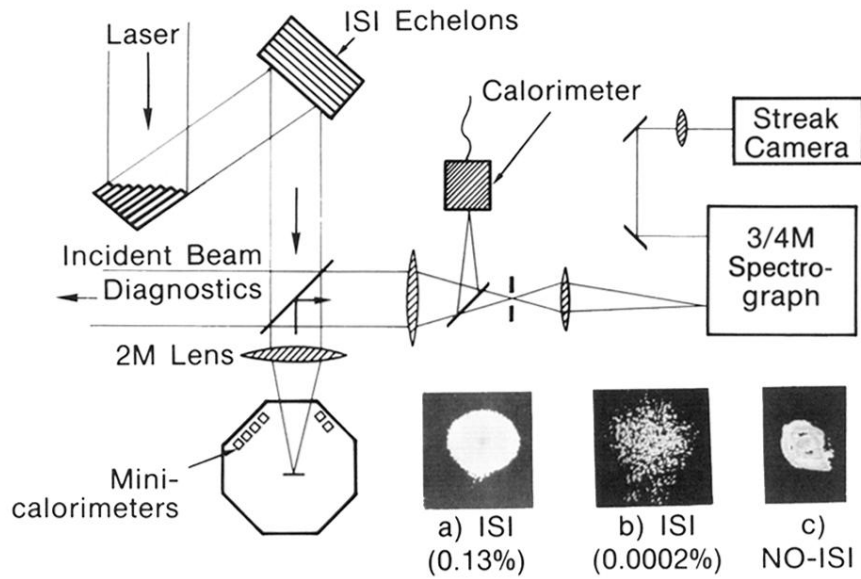 Laser
ISI Echelons
Calorimeter
Streak
Camera
3/4M
Spectro-
graph
Incident Beam
Diagnostics
2M Lens
Mini-
calorimeters
a) ISI
(0.13%)
b) ISI
(0.0002%)
c)
NO-ISI